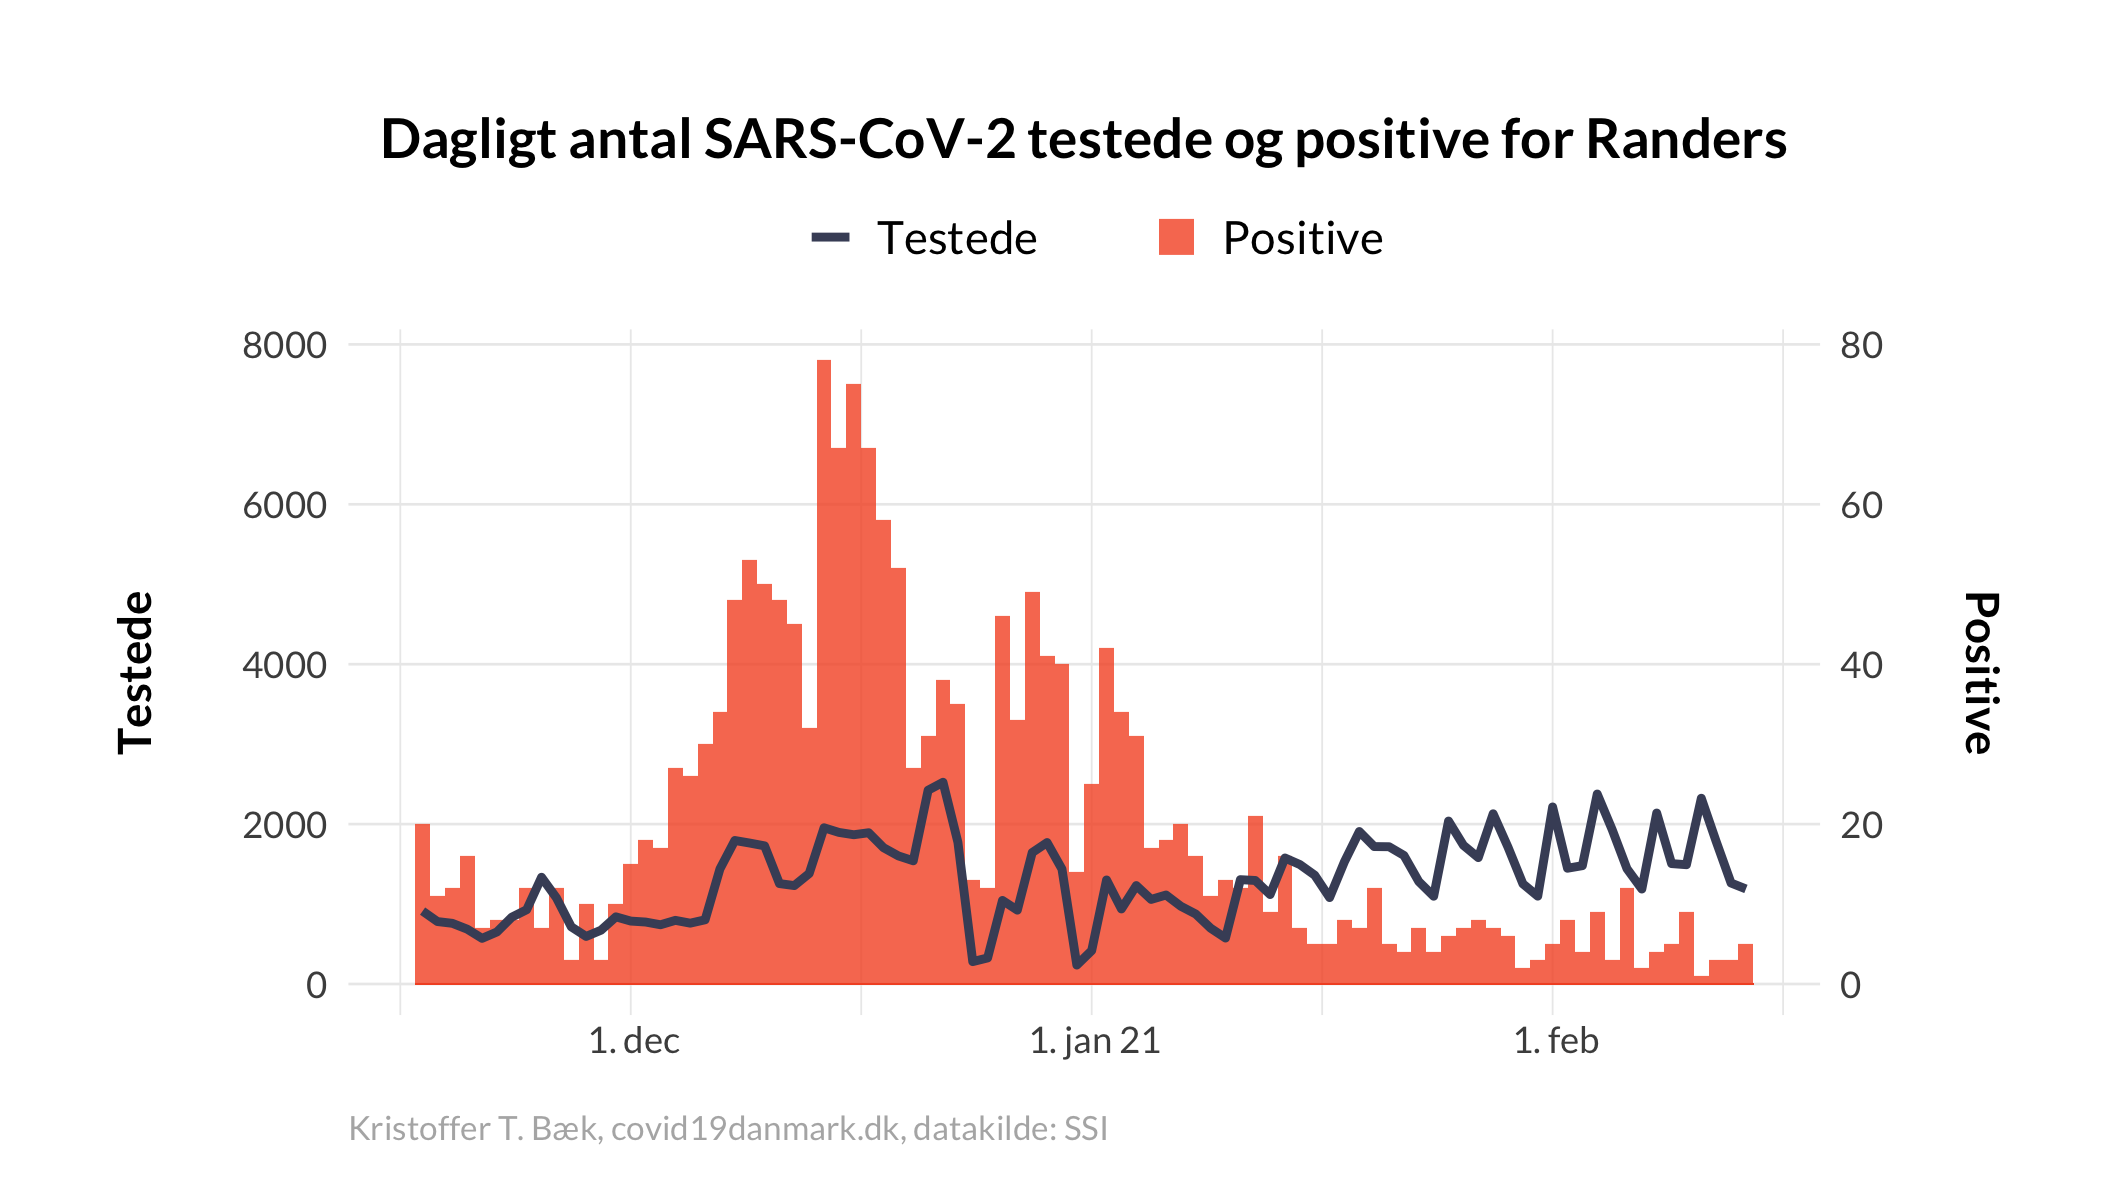 Dagligt antal SARS-CoV-2 testede og positive for Randers
Testede Positive
8000 80
6000 60
4000 40
2000 20
0 0
Testede
Positive
1. dec 1. jan 21 1. feb
Kristoffer T. Bæk, covid19danmark.dk, datakilde: SSI